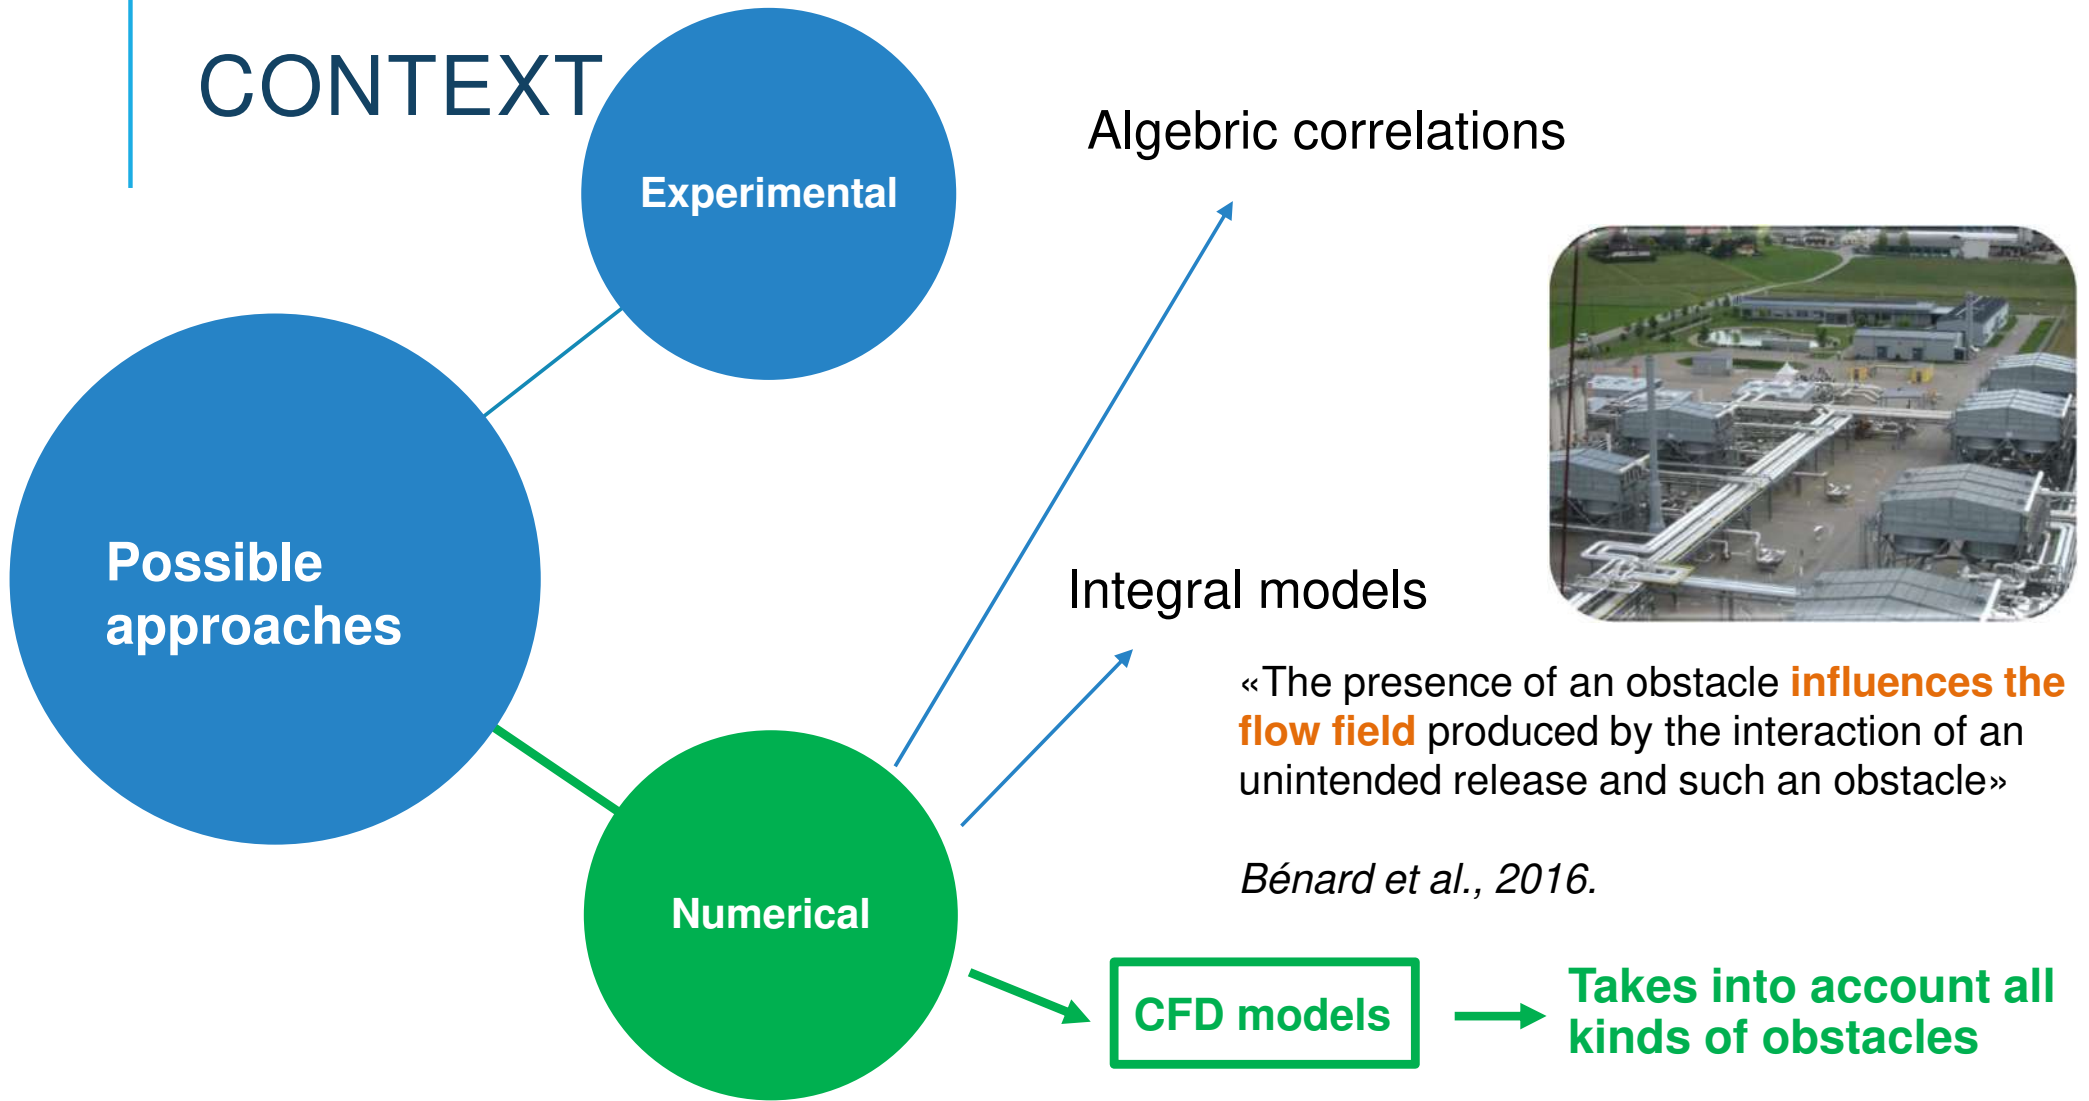 CONTEXT
Experimental
Algebric correlations
Possible
approaches
Integral models
«The presence of an obstacle influences the
flow field produced by the interaction of an
unintended release and such an obstacle»
Bénard et al., 2016.
Numerical
CFD models
Takes into account all
kinds of obstacles